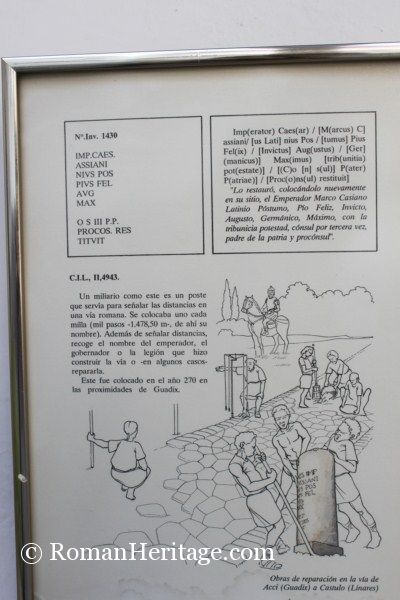 Nº.Inv. 1430
IMP.CAES.
ASSIANI
NIVS POS
PIVS FEL
AVG
MAX
O S III P.P.
PROCOS. RES
TITVIT
Imp(erator) Caes(ar) / [M(arcus) C]
assiani/ [us Lati] nius Pos / [tumus] Pius
Fel(ix) / [Invictus] Aug(ustus) / [Ger]
(manicus)] Max(imus) [trib(unitia)
pot(estate)] / [(C)o [n] s(ul)] P(ater)
P(atriae)] / [Proc(o)ns(ul) restituit]
"Lo restauró, colocándolo nuevamente
en su sitio, el Emperador Marco Casiano
Latinio Póstumo, Pío Feliz, Invicto,
Augusto, Germánico, Máximo, con la
tribunicia potestad, cónsul por tercera vez,
padre de la patria y procónsul".
C.I.L., II,4943.
Un miliario como este es un poste
que servía para señalar las distancias en
una vía romana. Se colocaba uno cada
milla (mil pasos -1.478,50 m-, de ahí su
nombre). Además de señalar distancias,
recoge el nombre del emperador, el
gobernador o la legión que hizo
construir la vía o -en algunos casos-
repararla.
Este fue colocado en el año 270 en
las proximidades de Guadix.
IMP
ASSIANI
NIVS POS
PIVS FEL
Obras de reparación en la vía de
Acci (Guadix) a Castulo (Linares)
© RomanHeritage.com